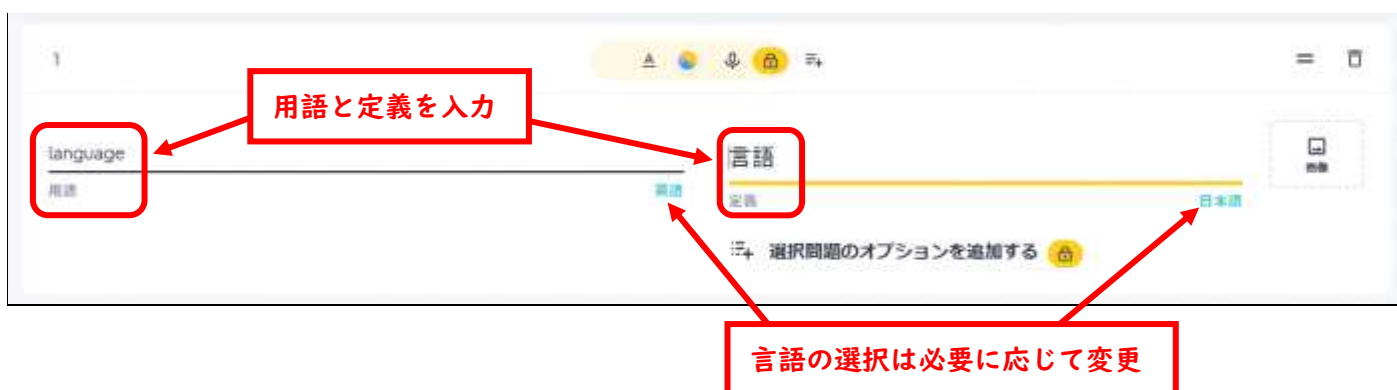 1
用語と定義を入力
language
用語
英語
言語
定義
日本語
画像
選択問題のオプションを追加する
言語の選択は必要に応じて変更